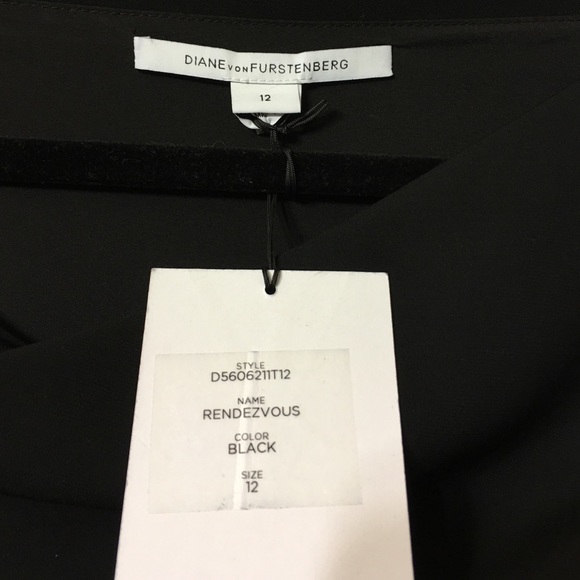 DIANE VON FURSTENBERG
12
STYLE
D5606211T12
NAME
RENDEZVOUS
COLOR
BLACK
SIZE
12